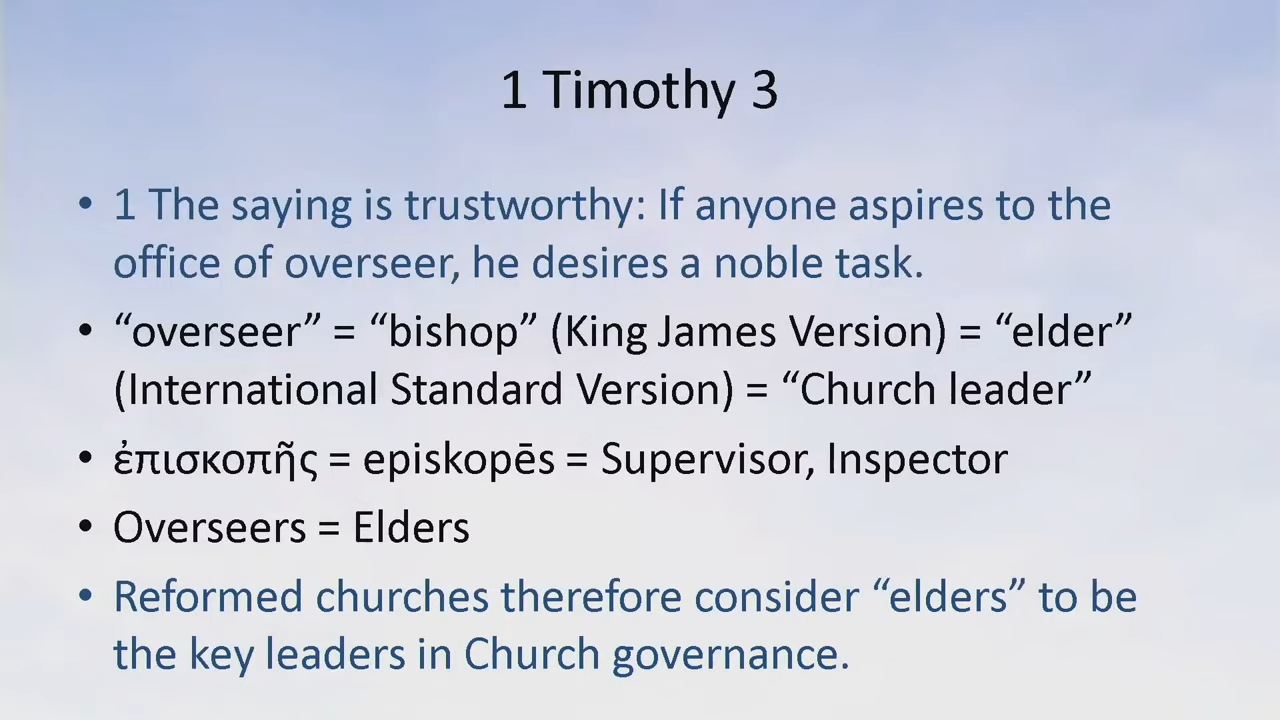 1 Timothy 3
• 1 The saying is trustworthy: If anyone aspires to the
office of overseer, he desires a noble task.
• “overseer” = “bishop” (King James Version) = “elder”
(International Standard Version) = “Church leader”
• ἐπισκοπῆς = episkopēs = Supervisor, Inspector
• Overseers = Elders
• Reformed churches therefore consider “elders” to be
the key leaders in Church governance.